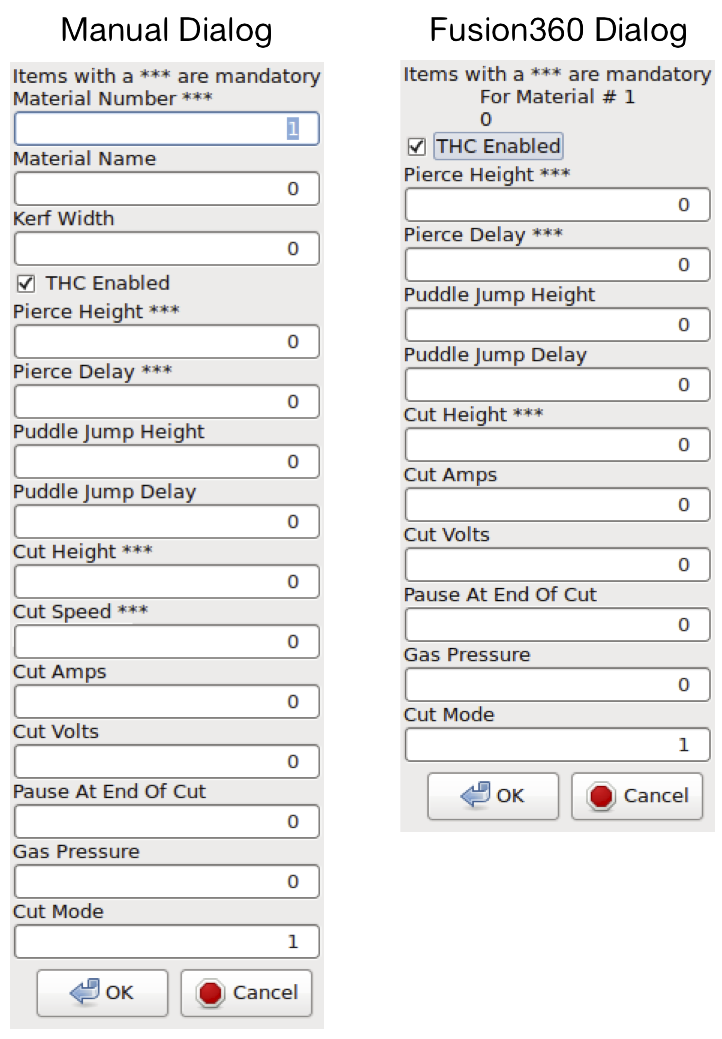 Manual Dialog
Items with a *** are mandatory
Material Number ***
1
Material Name
0
Kerf Width
0
THC Enabled
Pierce Height ***
0
Pierce Delay ***
0
Puddle Jump Height
0
Puddle Jump Delay
0
Cut Height ***
0
Cut Speed ***
0
Cut Amps
0
Cut Volts
0
Pause At End Of Cut
0
Gas Pressure
0
Cut Mode
1
OK
Cancel
Fusion360 Dialog
Items with a *** are mandatory
For Material # 1
0
THC Enabled
Pierce Height ***
0
Pierce Delay ***
0
Puddle Jump Height
0
Puddle Jump Delay
0
Cut Height ***
0
Cut Amps
0
Cut Volts
0
Pause At End Of Cut
0
Gas Pressure
0
Cut Mode
1
OK
Cancel